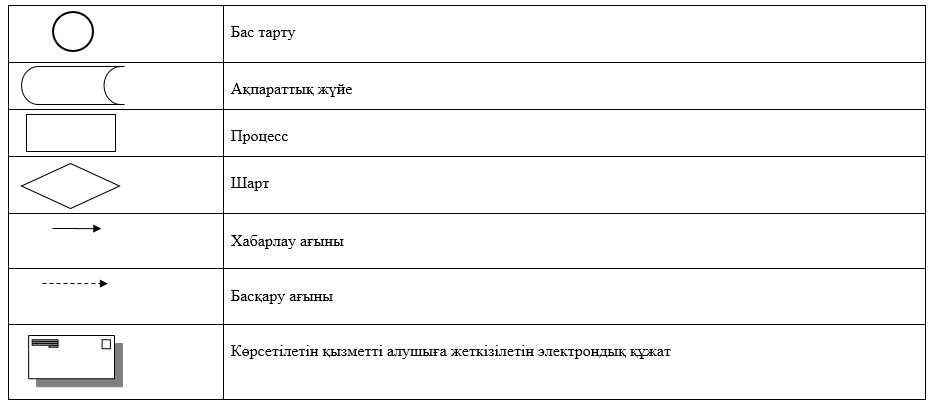 Бас тарту
Ақпараттық жүйе
Процесс
Шарт
Хабарлау ағыны
Басқару ағыны
Көрсетілетін қызметті алушыға жеткізілетін электрондық құжат